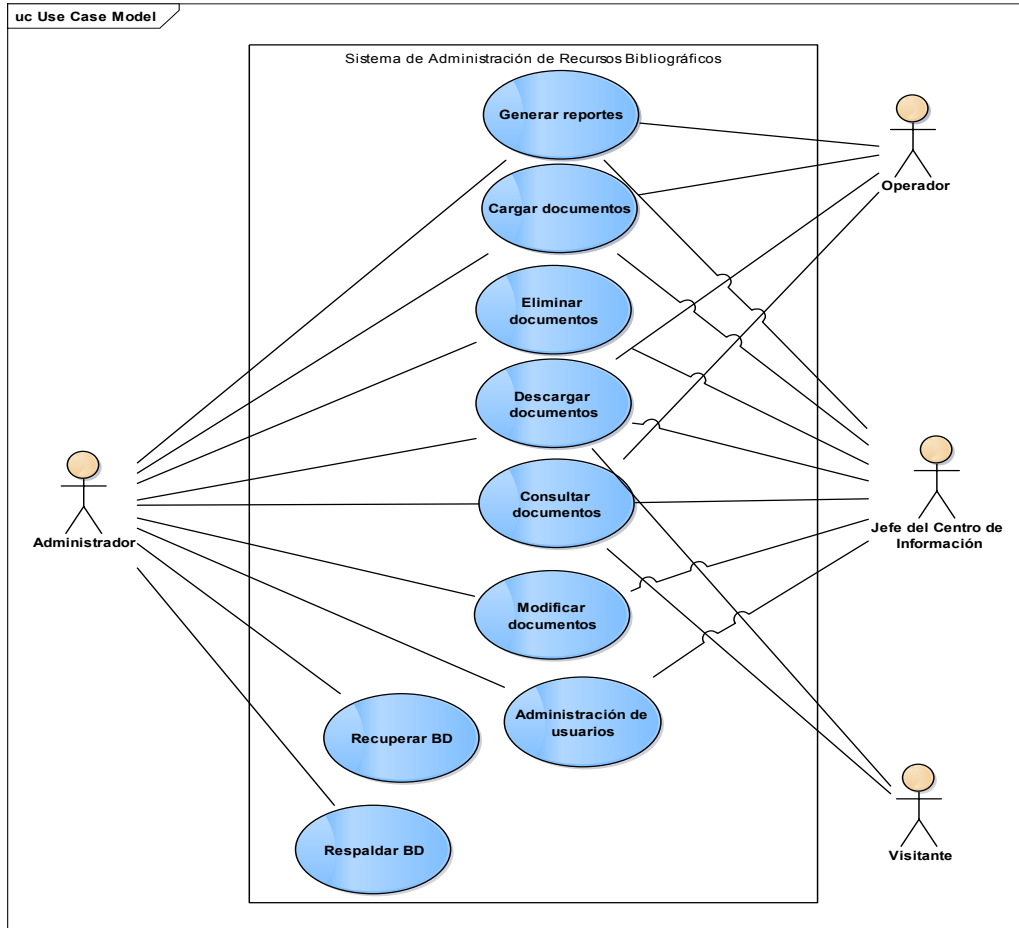 uc Use Case Model
Sistema de Administración de Recursos Bibliográficos
Generar reportes
Operador
Cargar documentos
Eliminar
documentos
Descargar
documentos
Administrador
Consultar
documentos
Jefe del Centro de
Información
Modificar
documentos
Administración de
usuarios
Recuperar BD
Respaldar BD
Visitante